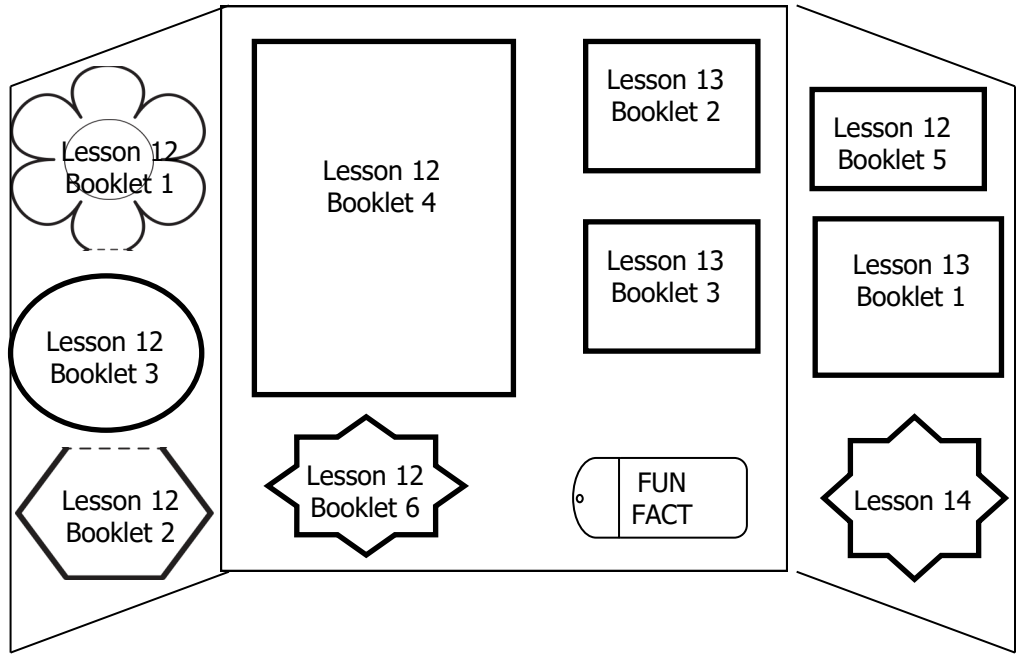 Lesson 12
Booklet 1
Lesson 12
Booklet 3
Lesson 12
Booklet 2
Lesson 12
Booklet 4
Lesson 12
Booklet 6
Lesson 13
Booklet 2
Lesson 13
Booklet 3
FUN
FACT
Lesson 12
Booklet 5
Lesson 13
Booklet 1
Lesson 14